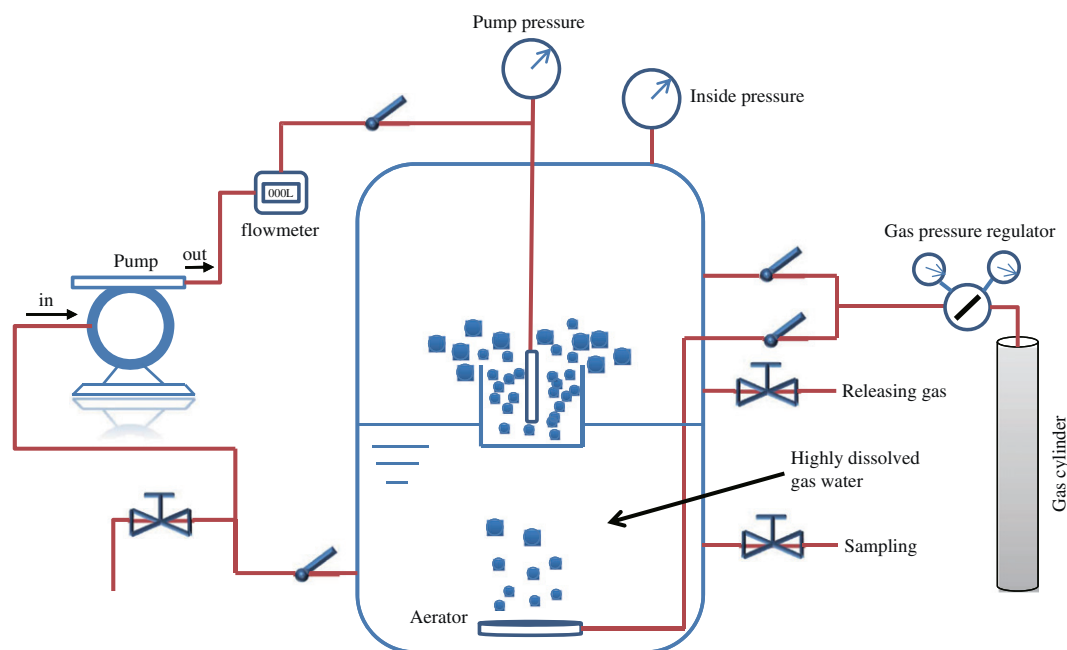 Pump pressure
Inside pressure
000L
flowmeter
Gas pressure regulator
Pump
out
in
Releasing gas
Gas cylinder
Highly dissolved
gas water
Sampling
Aerator